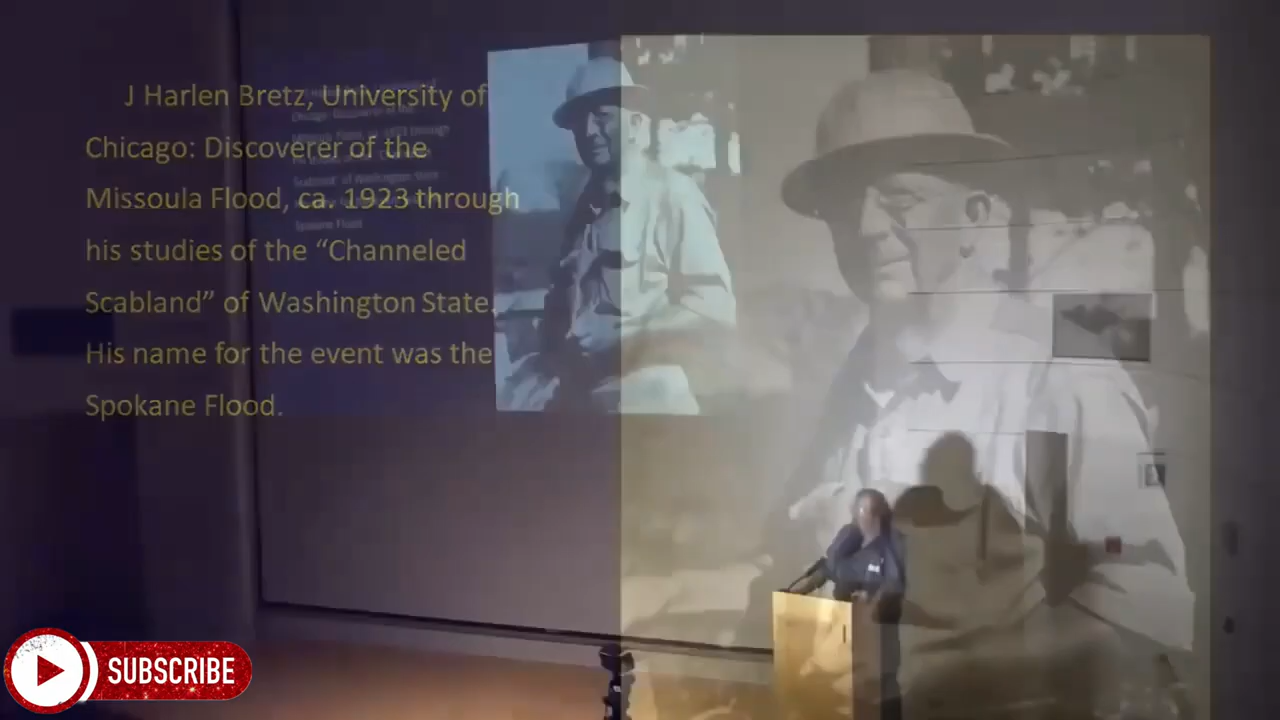 J Harlen Bretz, University of
Chicago: Discoverer of the
Missoula Flood, ca. 1923 through
his studies of the “Channeled
Scabland” of Washington State.
His name for the event was the
Spokane Flood.
SUBSCRIBE